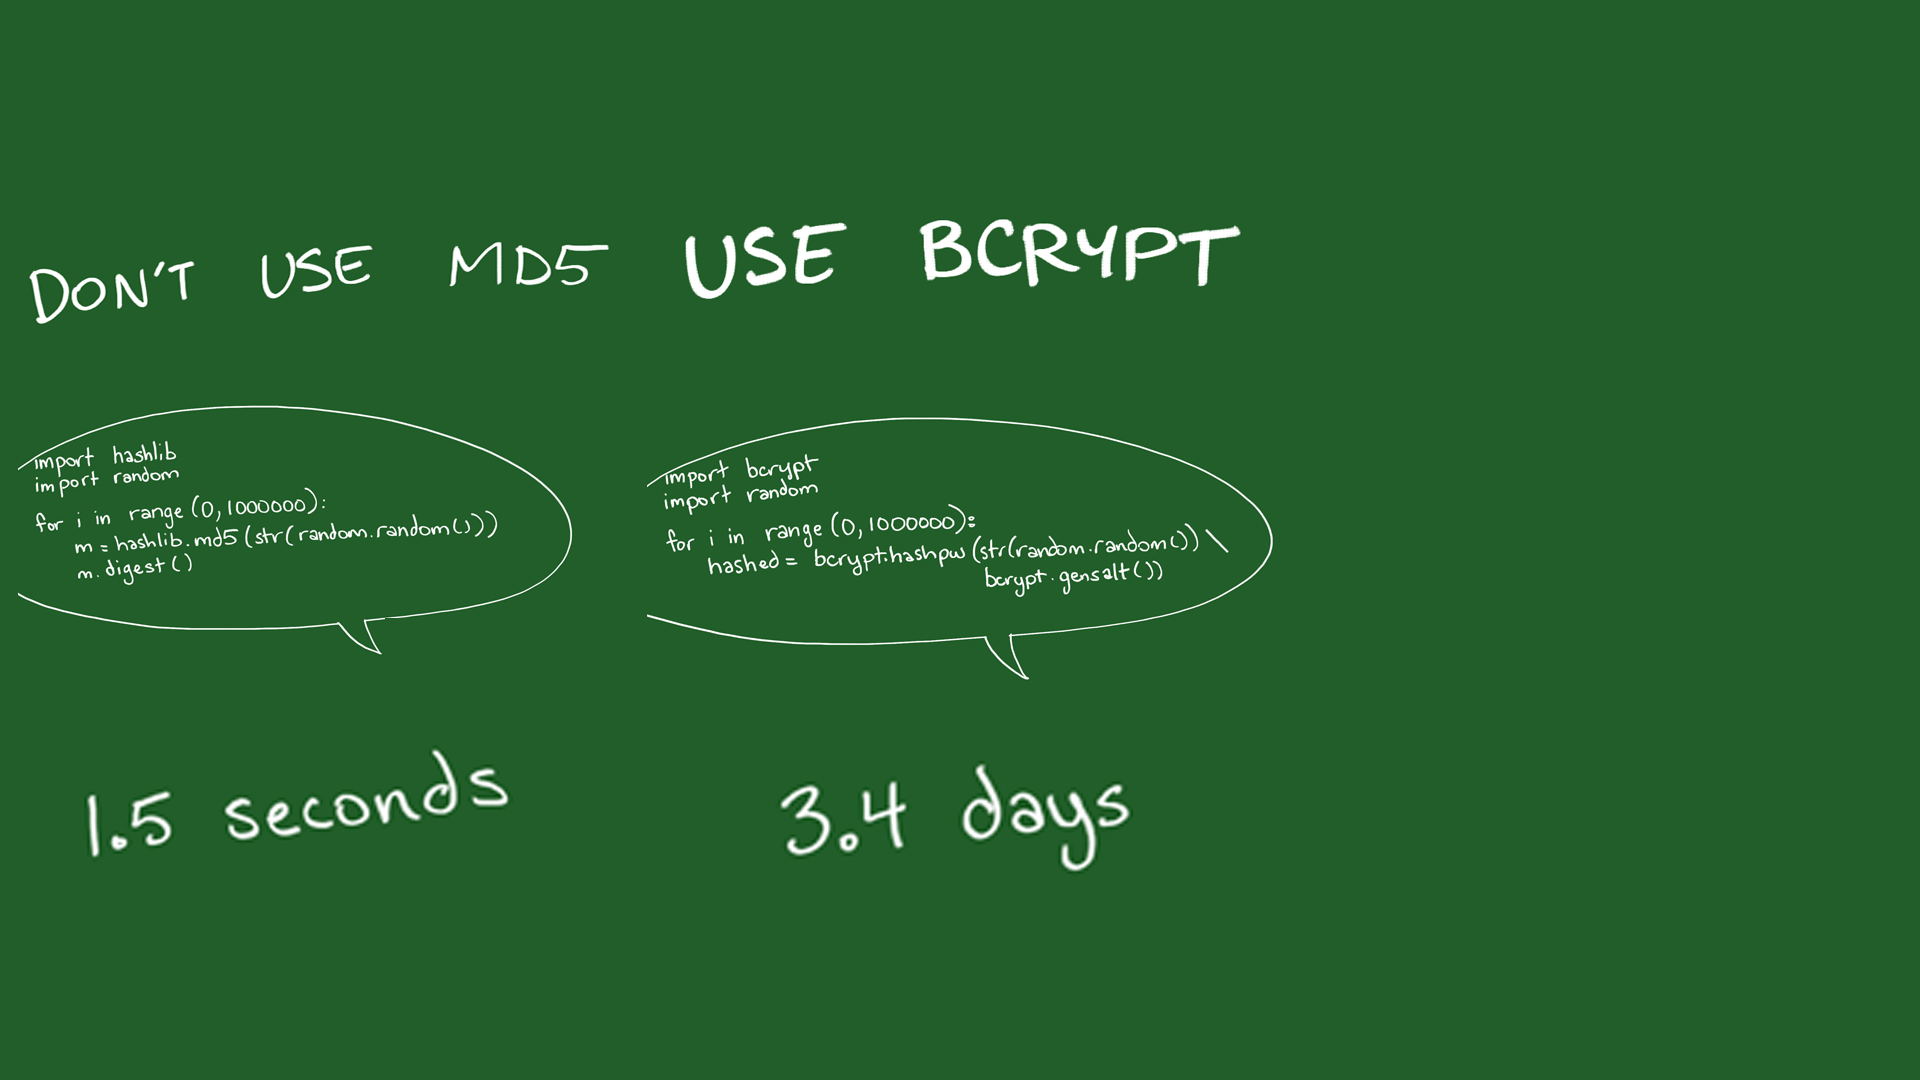 DON'T USE MD5
import hashlib
import random
for i in range (0,1000000):
m = hashlib.md5 (str(random.random()))
m.digest()
1.5 seconds
USE BCRYPT
import bcrypt
import random
for i in range (0,1000000):
hashed = bcrypt.hashpw (str(random.random()) \
bcrypt.gensalt())
3.4 days